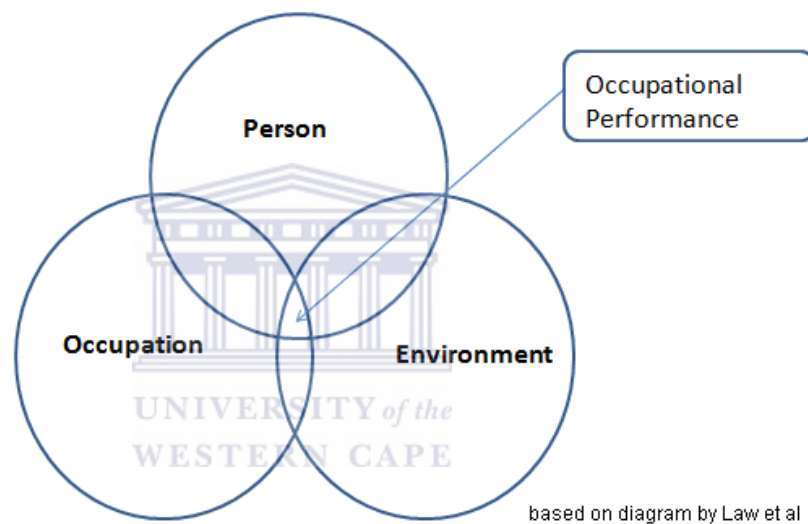 Occupational
Performance
Person
Occupation
Environment
UNIVERSITY of the
WESTERN CAPE
based on diagram by Law et al